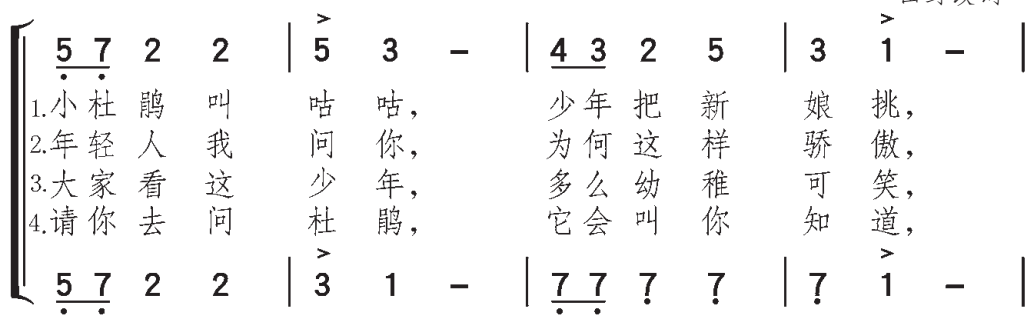 5 7 2 2 | 5 3 – | 4 3 2 5 | 3 1 – |
1.小杜鹃叫 咕咕， 少年把新 娘挑，
2.年轻人我 问你， 为何这样 骄傲，
3.大家看这 少年， 多么幼稚 可笑，
4.请你去问 杜鹃， 它会叫你 知道，
5 7 2 2 | 3 1 – | 7 7 7 7 | 7 1 – |